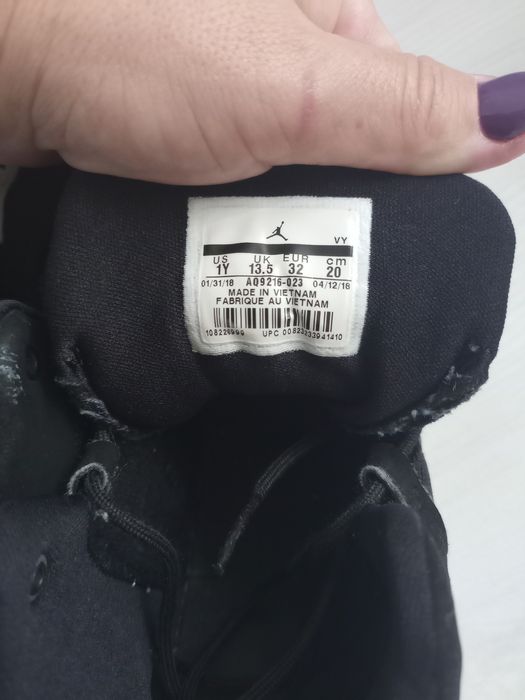 VY
US UK EUR cm
1Y 13.5 32 20
01/31/18 AQ9216-023 04/12/18
MADE IN VIETNAM
FABRIQUE AU VIETNAM
UPC